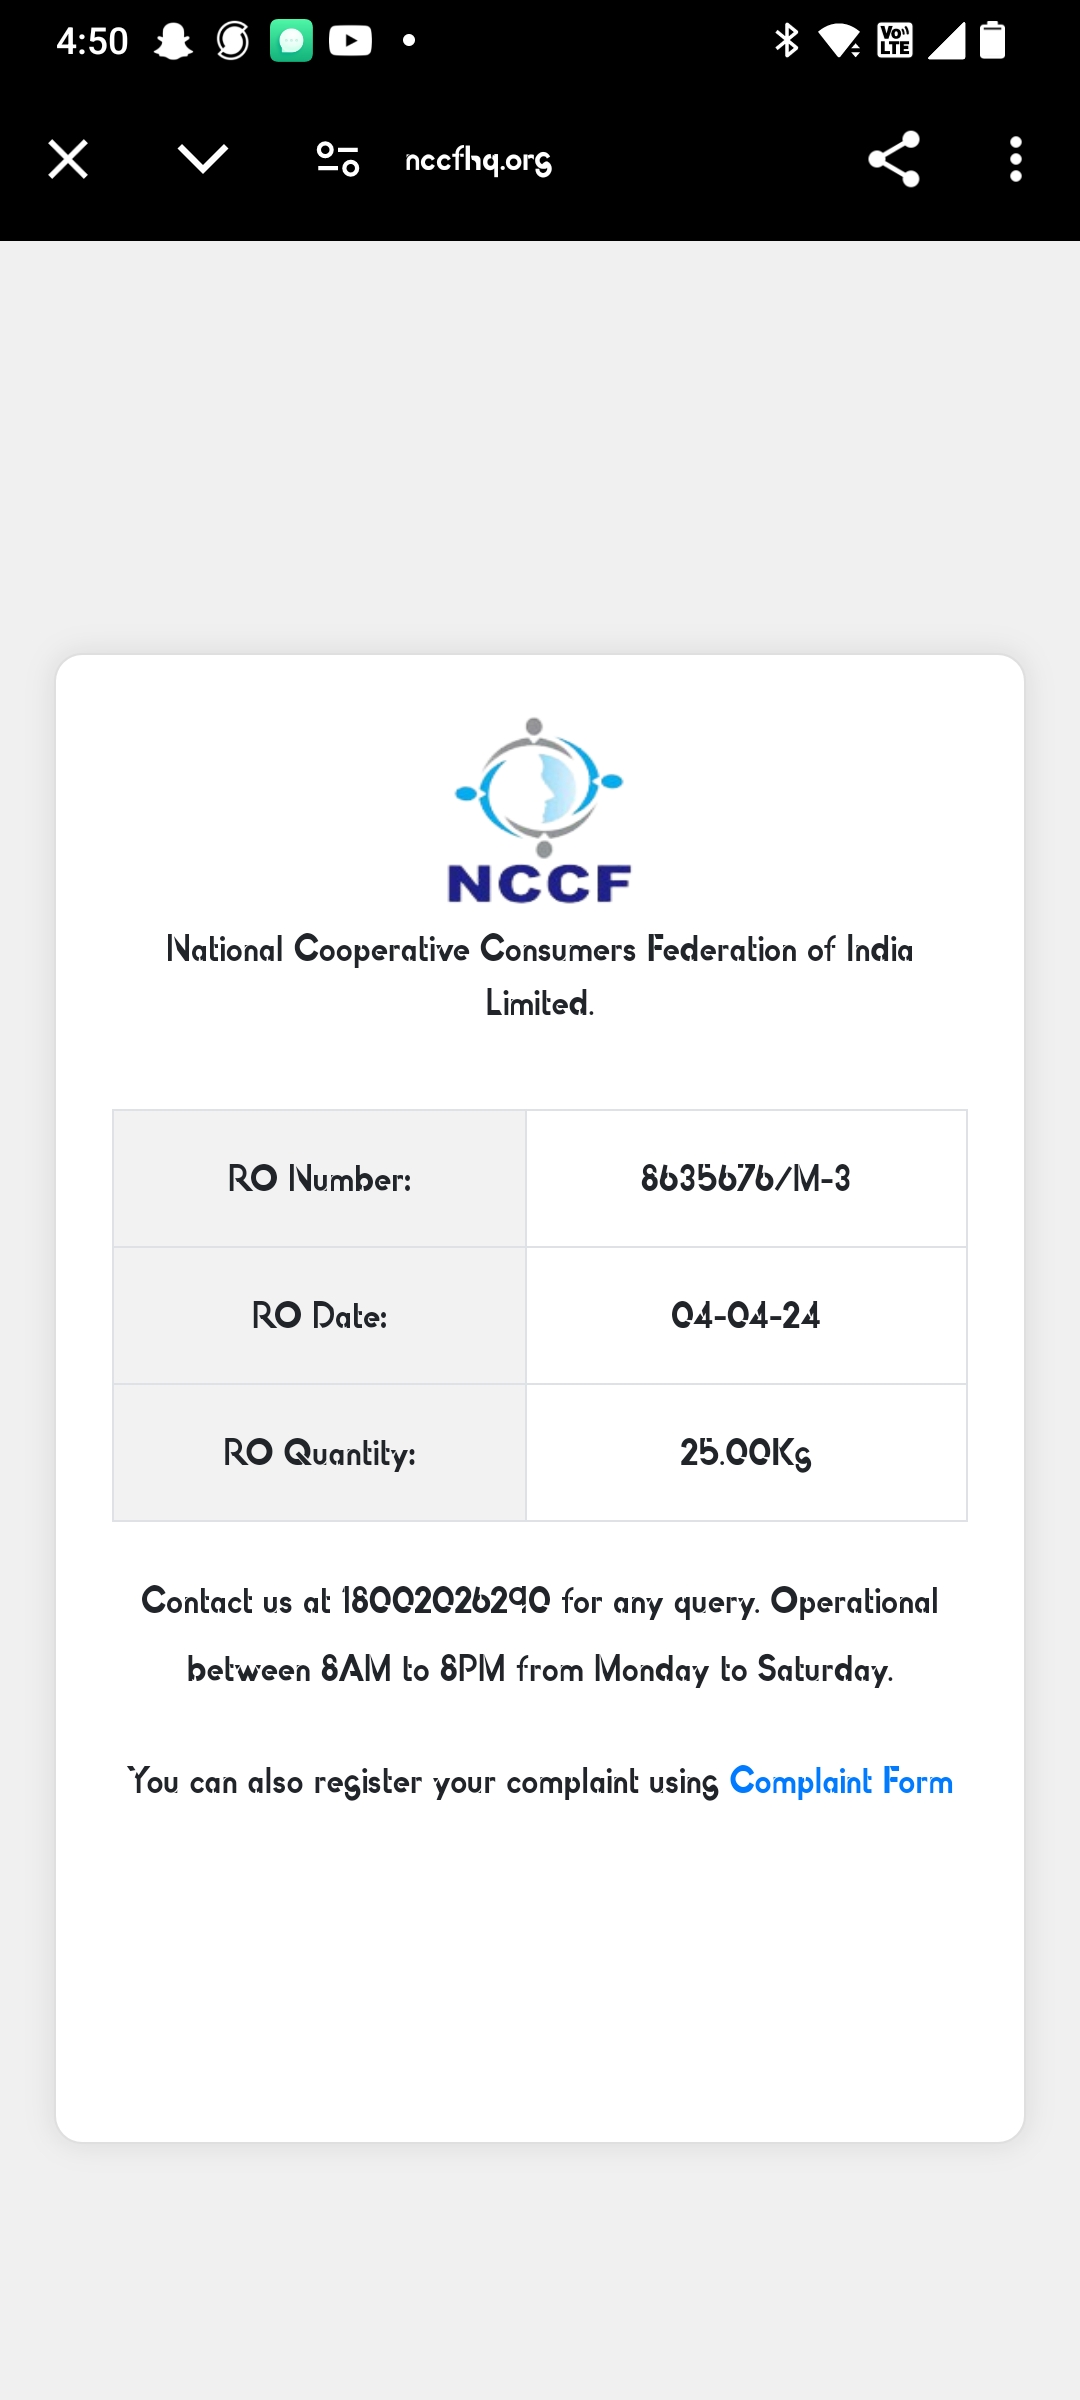 4:50
Vo)) LTE
nccfhq.org
NCCF
National Cooperative Consumers Federation of India
Limited.
RO Number: 8635676/M-3
RO Date: 04-04-24
RO Quantity: 25.00Kg
Contact us at 18002026290 for any query. Operational
between 8AM to 8PM from Monday to Saturday.
You can also register your complaint using Complaint Form